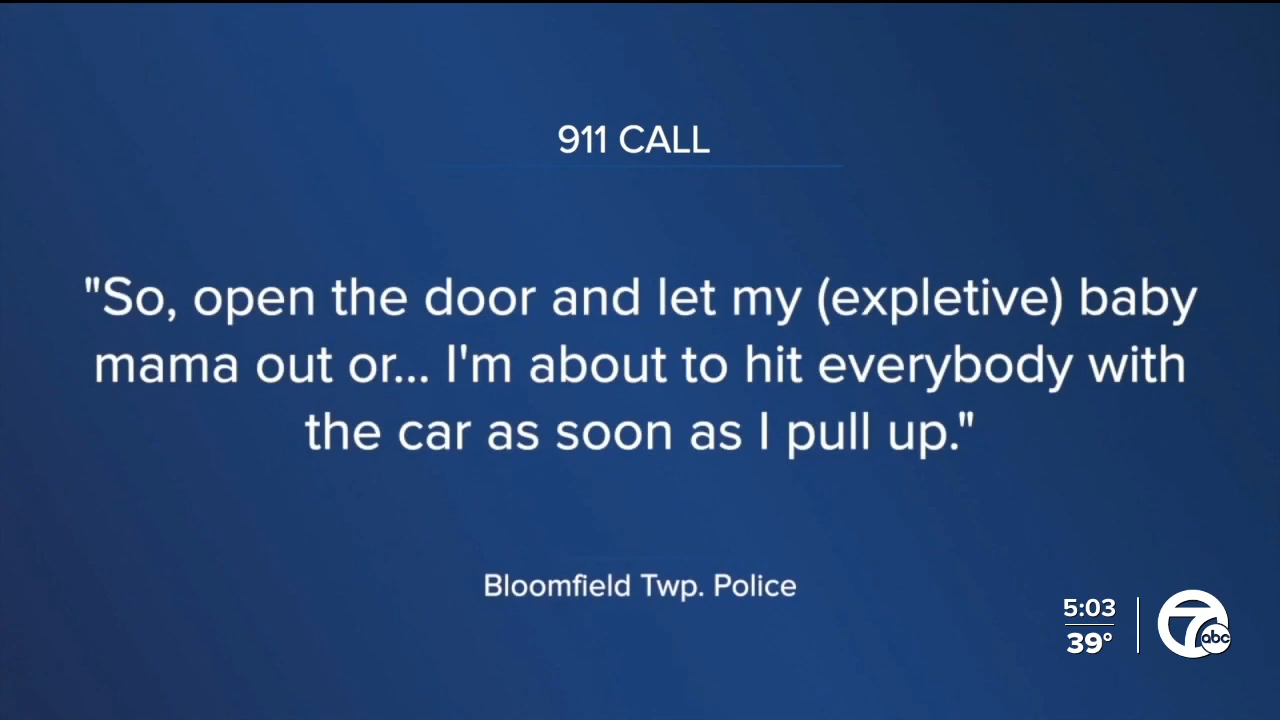 911 CALL
"So, open the door and let my (expletive) baby
mama out or... I'm about to hit everybody with
the car as soon as I pull up."
Bloomfield Twp. Police
5:03
39°
7 abc